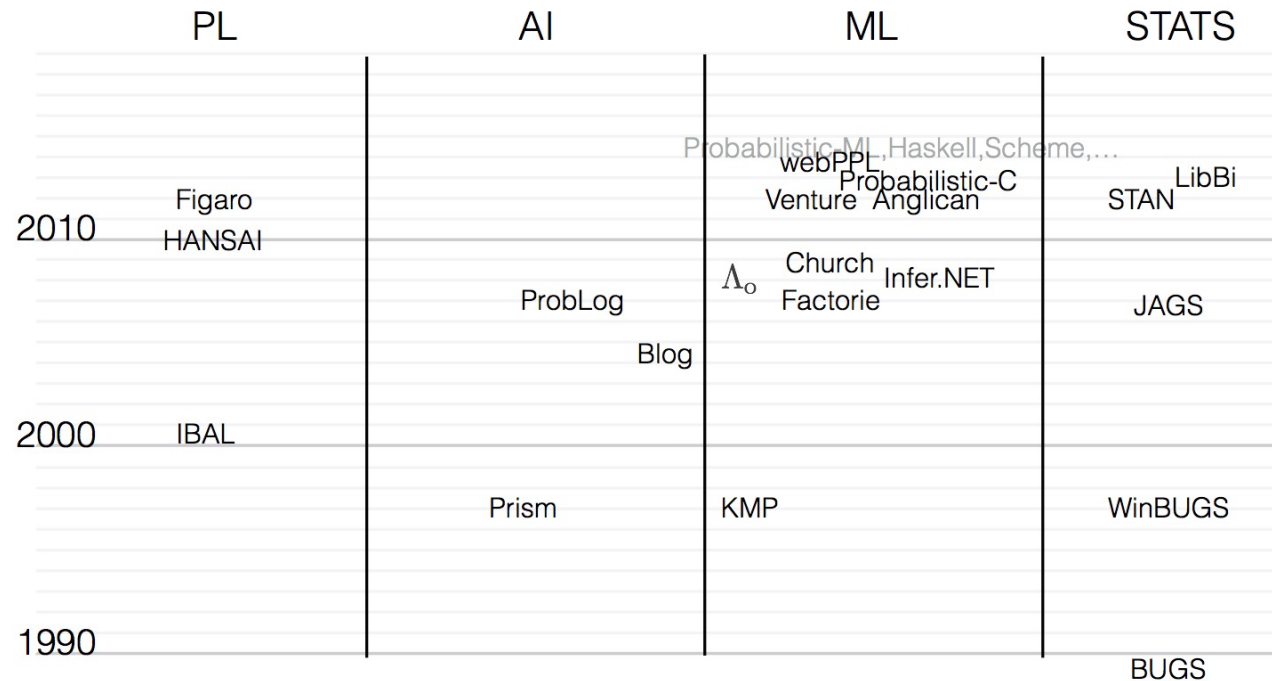 PL AI ML STATS
Probabilistic-ML,Haskell,Scheme,…
webPPL
Probabilistic-C LibBi
Figaro Venture Anglican STAN
2010
HANSAI
Church
Λₒ Infer.NET
ProbLog Factorie JAGS
Blog
2000 IBAL
Prism KMP WinBUGS
1990
BUGS